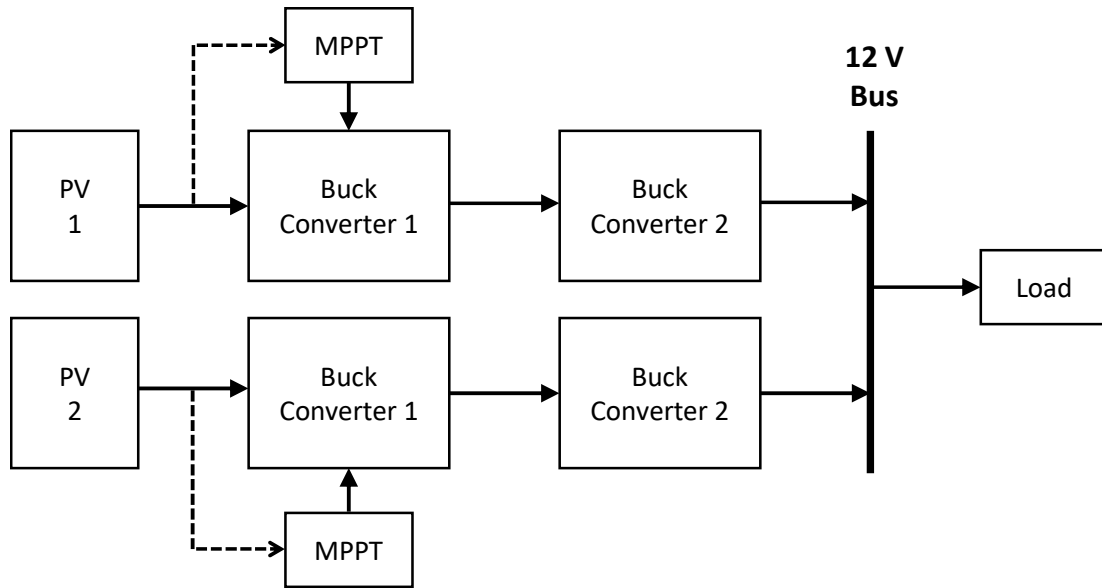 MPPT
12 V
Bus
PV
1
Buck
Converter 1
Buck
Converter 2
Load
PV
2
Buck
Converter 1
Buck
Converter 2
MPPT